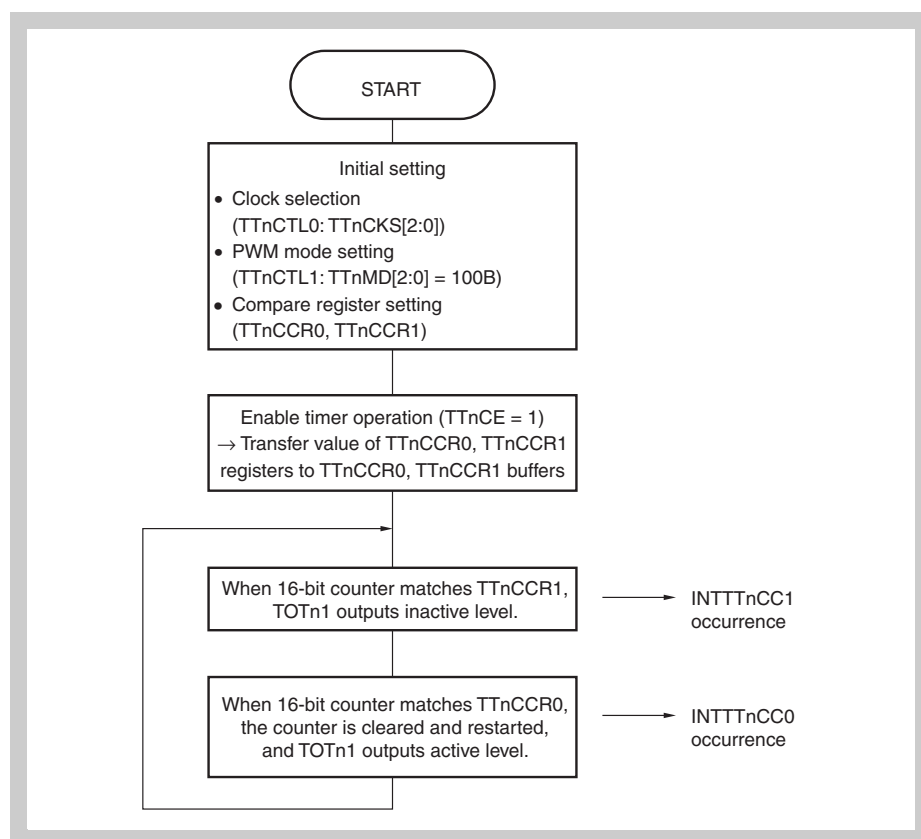 START
Initial setting
• Clock selection
(TTnCTL0: TTnCKS[2:0])
• PWM mode setting
(TTnCTL1: TTnMD[2:0] = 100B)
• Compare register setting
(TTnCCR0, TTnCCR1)
Enable timer operation (TTnCE = 1)
→ Transfer value of TTnCCR0, TTnCCR1
registers to TTnCCR0, TTnCCR1 buffers
When 16-bit counter matches TTnCCR1,
TOTn1 outputs inactive level.
INTTTnCC1
occurrence
When 16-bit counter matches TTnCCR0,
the counter is cleared and restarted,
and TOTn1 outputs active level.
INTTTnCC0
occurrence